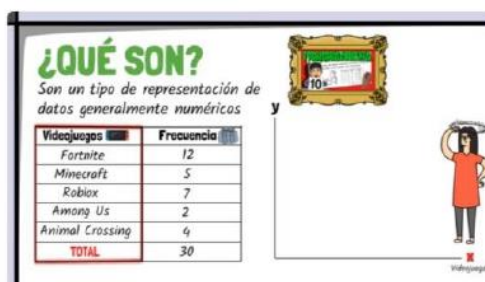 ¿QUÉ SON?
Son un tipo de representación de
datos generalmente numéricos
Videojuegos Frecuencia
Fortnite 12
Minecraft 5
Roblox 7
Among Us 2
Animal Crossing 4
TOTAL 30
y
10
x